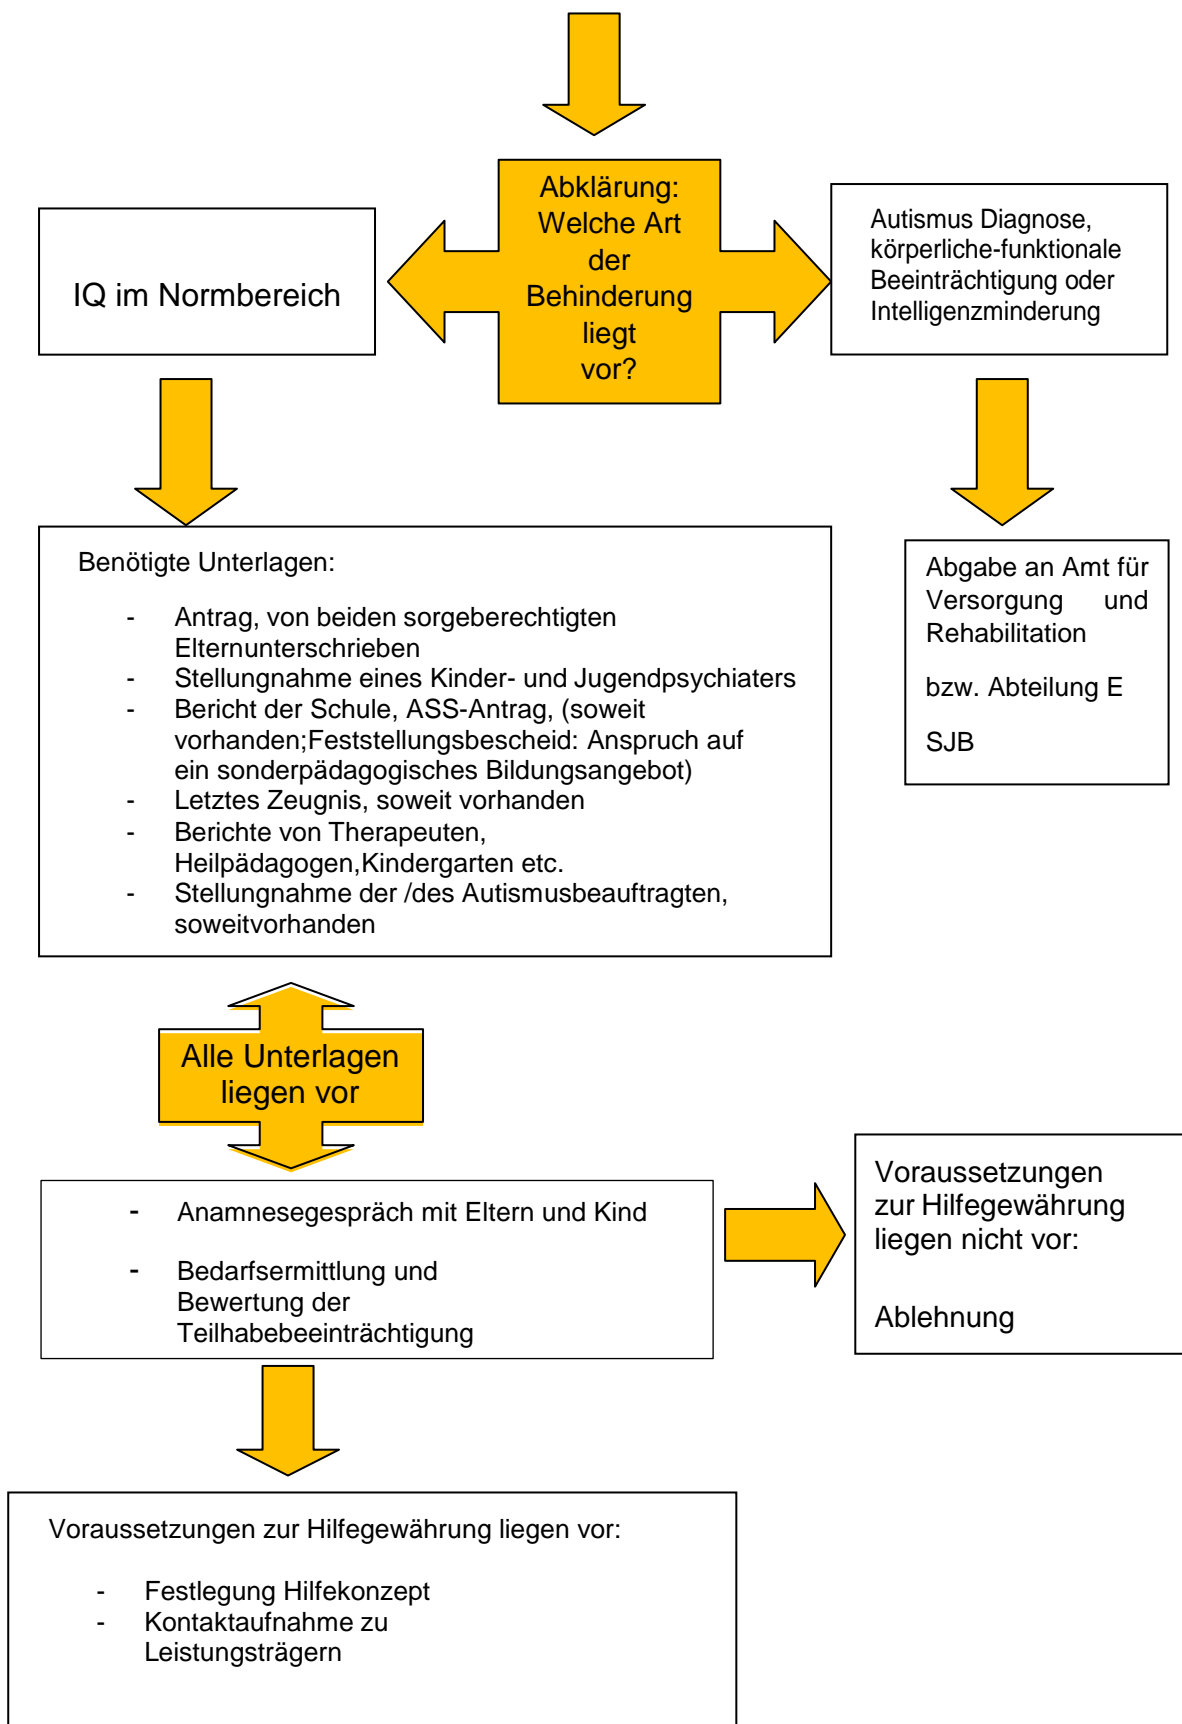 Abklärung:
Welche Art
der
Behinderung
liegt
vor?
IQ im Normbereich
Autismus Diagnose,
körperliche-funktionale
Beeinträchtigung oder
Intelligenzminderung
Benötigte Unterlagen:
- Antrag, von beiden sorgeberechtigten
Elternunterschrieben
- Stellungnahme eines Kinder- und Jugendpsychiaters
- Bericht der Schule, ASS-Antrag, (soweit
vorhanden;Feststellungsbescheid: Anspruch auf
ein sonderpädagogisches Bildungsangebot)
- Letztes Zeugnis, soweit vorhanden
- Berichte von Therapeuten,
Heilpädagogen,Kindergarten etc.
- Stellungnahme der /des Autismusbeauftragten,
soweitvorhanden
Abgabe an Amt für
Versorgung und
Rehabilitation
bzw. Abteilung E
SJB
Alle Unterlagen
liegen vor
- Anamnesegespräch mit Eltern und Kind
- Bedarfsermittlung und
Bewertung der
Teilhabebeeinträchtigung
Voraussetzungen
zur Hilfegewährung
liegen nicht vor:
Ablehnung
Voraussetzungen zur Hilfegewährung liegen vor:
- Festlegung Hilfekonzept
- Kontaktaufnahme zu
Leistungsträgern